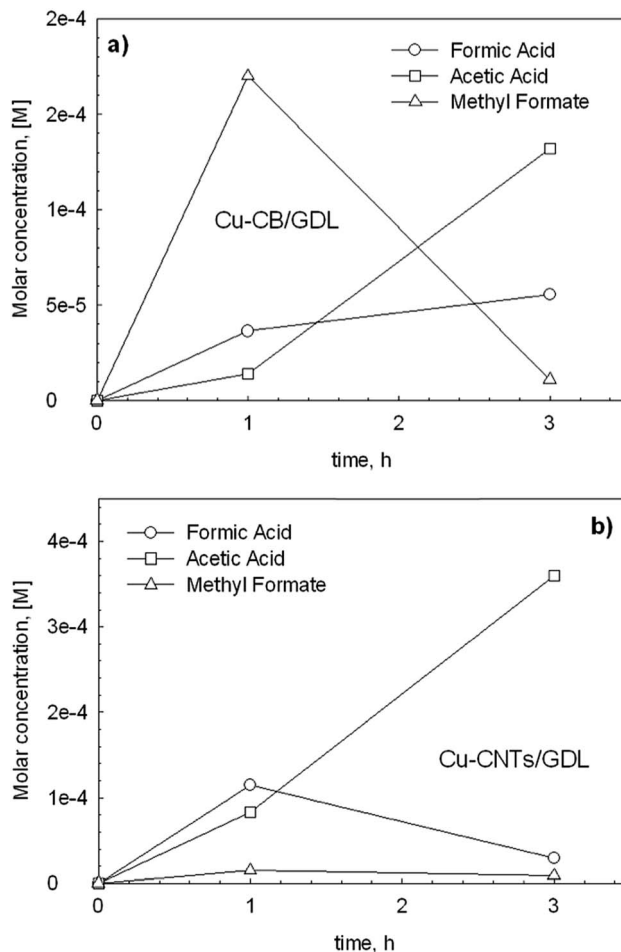 a)
2e-4
2e-4
1e-4
5e-5
0
Molar concentration, [M]
Formic Acid
Acetic Acid
Methyl Formate
Cu-CB/GDL
0 1 2 3
time, h
b)
4e-4
3e-4
2e-4
1e-4
0
Molar concentration, [M]
Formic Acid
Acetic Acid
Methyl Formate
Cu-CNTs/GDL
0 1 2 3
time, h